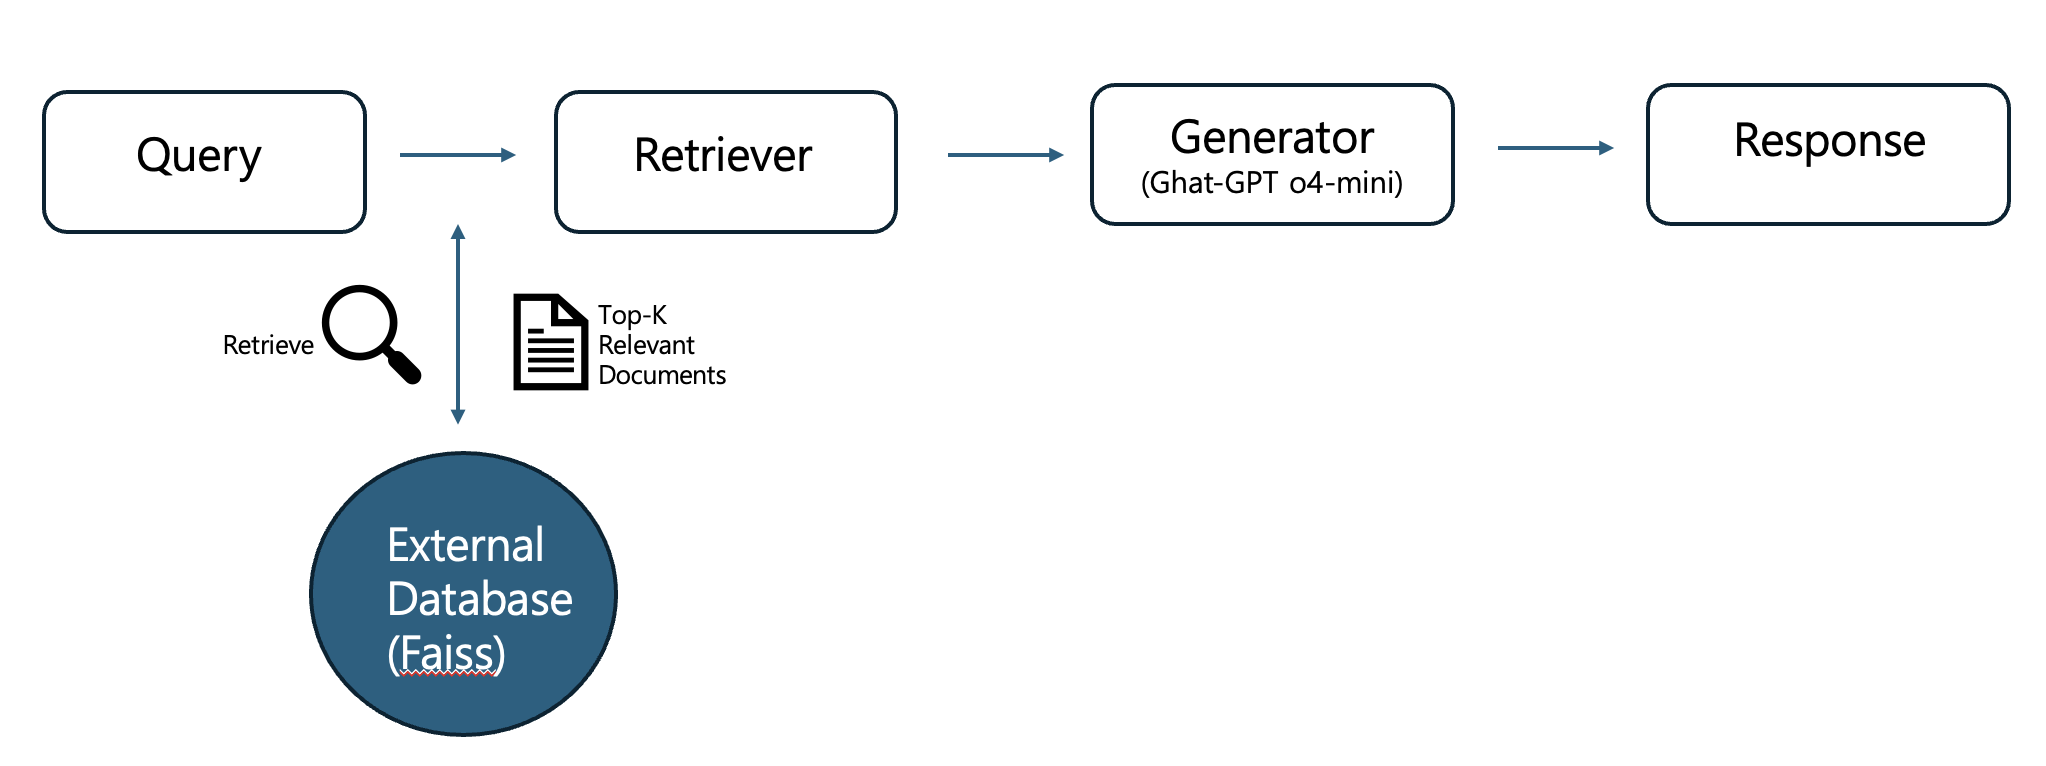 Query
Retriever
Generator
(Ghat-GPT o4-mini)
Response
Retrieve
Top-K
Relevant
Documents
External
Database
(Faiss)